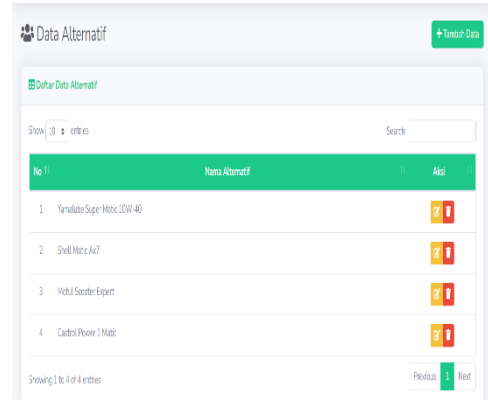 Data Alternatif
+ Tambah Data
Daftar Data Alternatif
Show 10 entries
Search:
No Nama Alternatif Aksi
1 Yamalube Super Matic 10W-40
2 Shell Matic Ax7
3 Motul Scooter Expert
4 Castrol Power 1 Matic
Showing 1 to 4 of 4 entries
Previous 1 Next